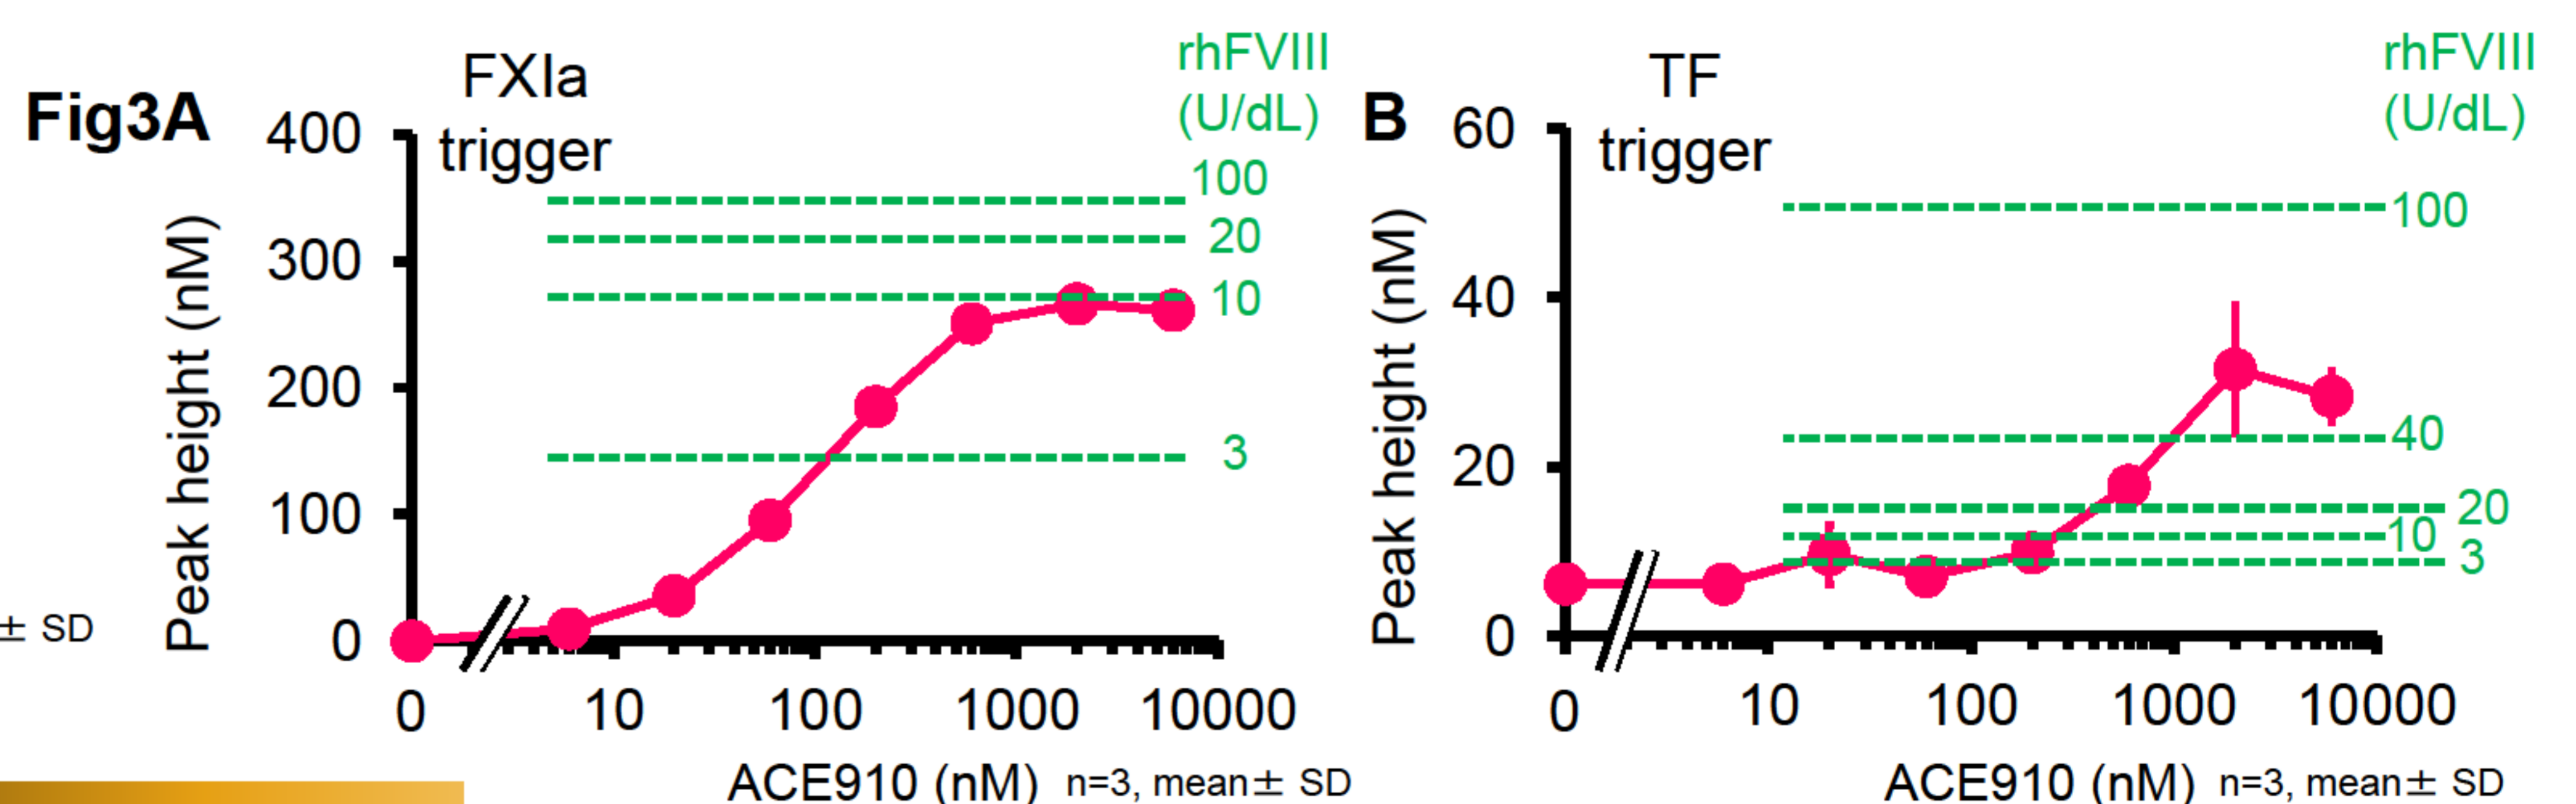 Fig3A
FXIa
trigger
rhFVIII
(U/dL)
400
300
200
100
0
Peak height (nM)
100
20
10
3
0
10
100
1000
10000
ACE910 (nM) n=3, mean± SD
± SD
B
TF
trigger
rhFVIII
(U/dL)
60
40
20
0
Peak height (nM)
100
40
20
10
3
0
10
100
1000
10000
ACE910 (nM) n=3, mean± SD